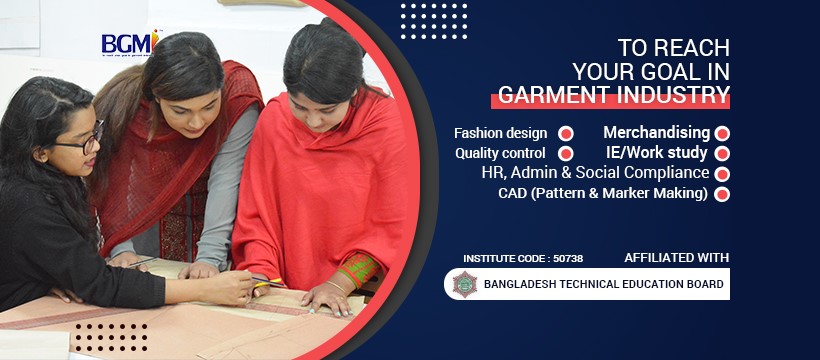 BGMi
TO REACH
YOUR GOAL IN
GARMENT INDUSTRY
Fashion design Merchandising
Quality control IE/Work study
HR, Admin & Social Compliance
CAD (Pattern & Marker Making)
INSTITUTE CODE : 50738 AFFILIATED WITH
BANGLADESH TECHNICAL EDUCATION BOARD